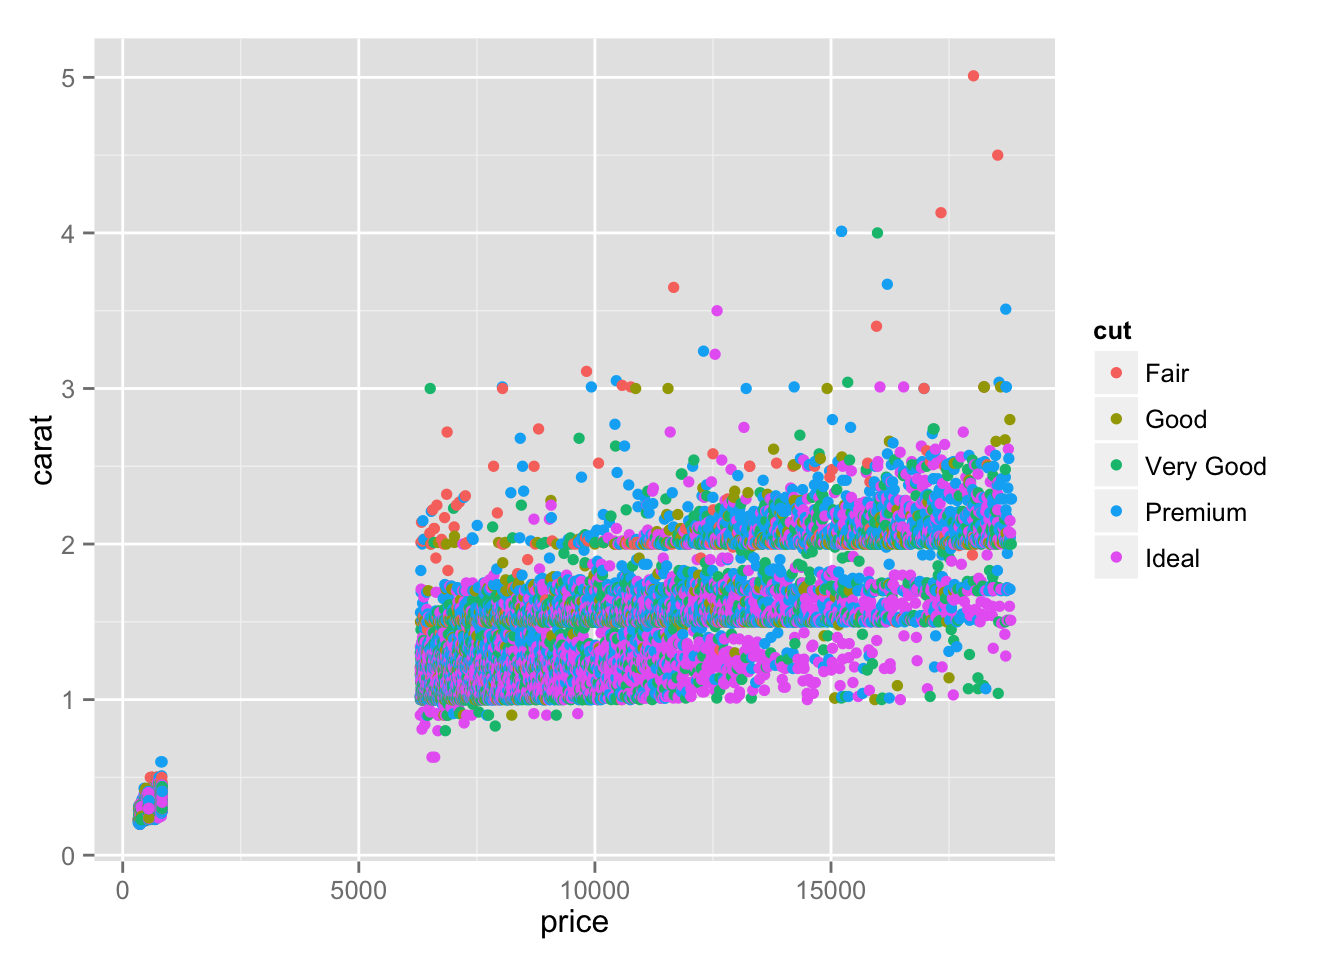 5
4
3
2
1
0
carat
0 5000 10000 15000
price
cut
Fair
Good
Very Good
Premium
Ideal